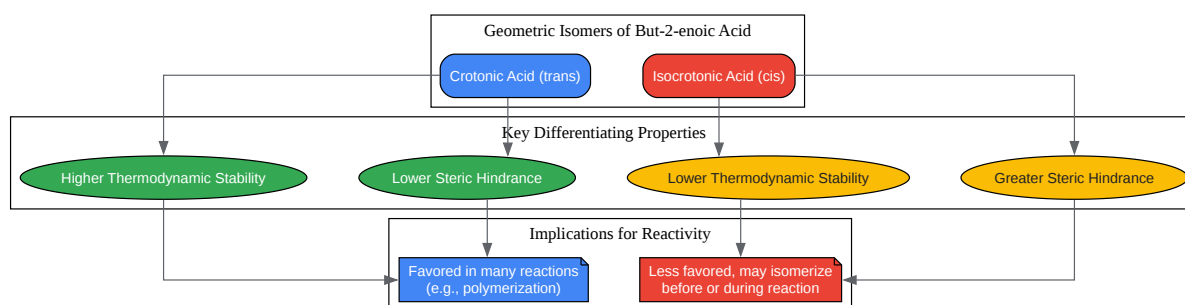 Geometric Isomers of But-2-enoic Acid
Crotonic Acid (trans)
Isocrotonic Acid (cis)
Key Differentiating Properties
Higher Thermodynamic Stability
Lower Steric Hindrance
Lower Thermodynamic Stability
Greater Steric Hindrance
Implications for Reactivity
Favored in many reactions
(e.g., polymerization)
Less favored, may isomerize
before or during reaction